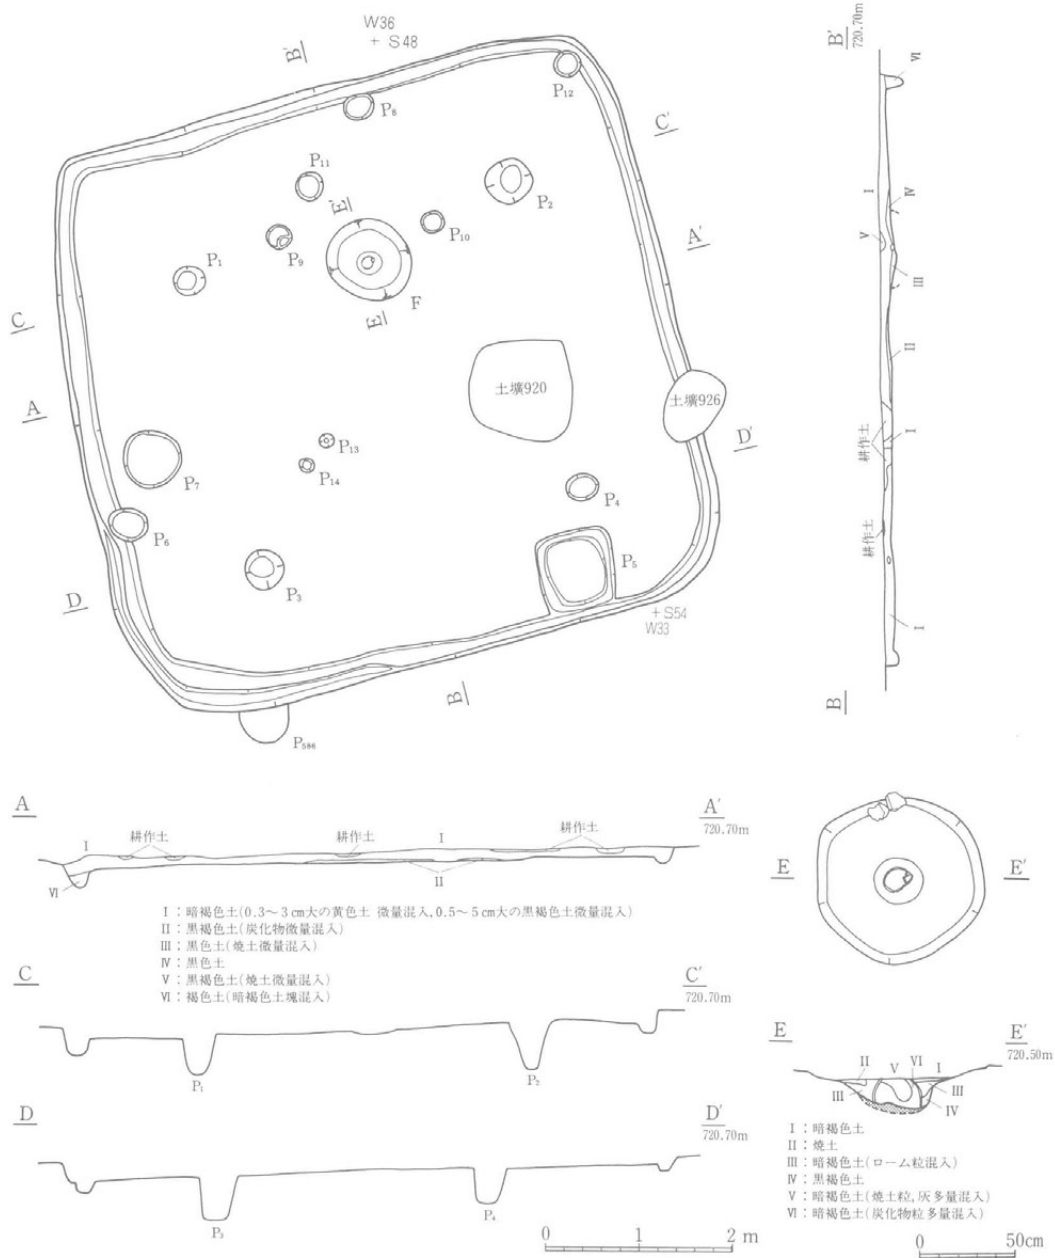 W36
+ S48
B'
P8
P12
C'
P11
E'
P2
P10
P9
P1
F
E
A'
C
A
土壙920
土壙926
D'
P13
P14
P7
P4
P6
P5
P3
D
+ S54
W33
B
P586
B'
720.70m
VI
I
IV
V
III
II
I
耕作土
耕作土
I
B
A
A'
720.70m
I
耕作土
耕作土
I
耕作土
II
VI
I：暗褐色土(0.3～3㎝大の黄色土 微量混入,0.5～5㎝大の黒褐色土微量混入)
II：黒褐色土(炭化物微量混入)
III：黒色土(燒土微量混入)
IV：黒色土
V：黒褐色土(燒土微量混入)
VI：褐色土(暗褐色土塊混入)
C
C'
720.70m
P1
P2
D
D'
720.70m
P3
P4
0 1 2 m
E
E'
E
E'
720.50m
II V VI I
III
III
IV
I：暗褐色土
II：燒土
III：暗褐色土(ローム粒混入)
IV：黒褐色土
V：暗褐色土(燒土粒,灰多量混入)
VI：暗褐色土(炭化物粒多量混入)
0 50cm